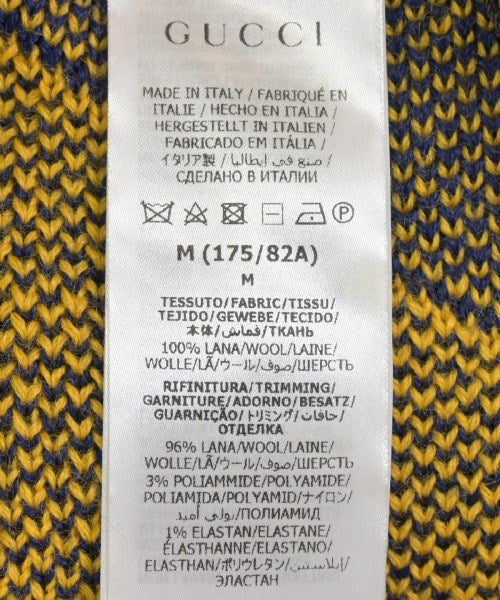 GUCCI
MADE IN ITALY / FABRIQUÉ EN
ITALIE / HECHO EN ITALIA /
HERGESTELLT IN ITALIEN /
FABRICADO EM ITÁLIA /
イタリア製 / صنع في إيطاليا /
СДЕЛАНО В ИТАЛИИ
P
M (175/82A)
M
TESSUTO/FABRIC/TISSU/
TEJIDO/GEWEBE/TECIDO/
本体/قماش/ТКАНЬ
100% LANA/WOOL/LAINE/
WOLLE/LÃ/ウール/صوف/ШЕРСТЬ
RIFINITURA/TRIMMING/
GARNITURE/ADORNO/BESATZ/
GUARNIÇÃO/トリミング/حافات/
ОТДЕЛКА
96% LANA/WOOL/LAINE/
WOLLE/LÃ/ウール/صوف/ШЕРСТЬ
3% POLIAMMIDE/POLYAMIDE/
POLIAMIDA/POLYAMID/ナイロン/
بولي أميد/ПОЛИАМИД
1% ELASTAN/ELASTANE/
ÉLASTHANNE/ELASTANO/
ELASTHAN/ポリウレタン/إيلاستين/
ЭЛАСТАН